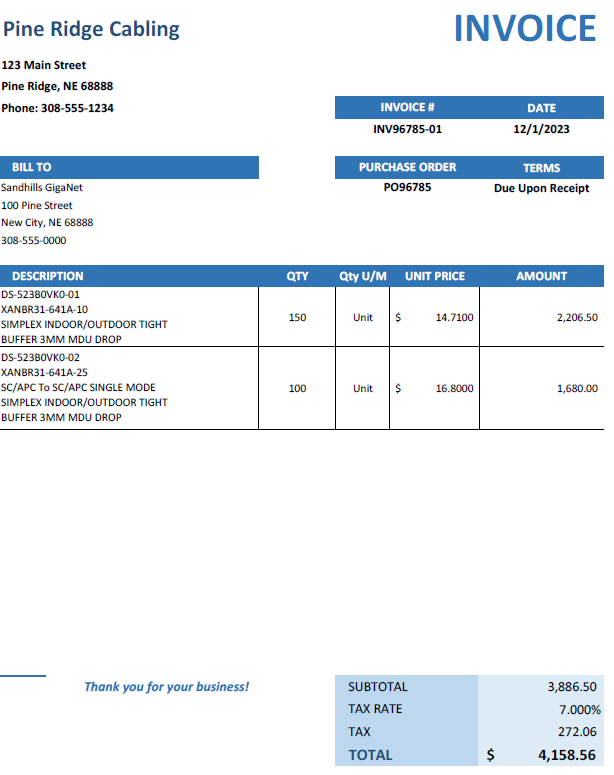 Pine Ridge Cabling
INVOICE
123 Main Street
Pine Ridge, NE 68888
Phone: 308-555-1234
INVOICE # DATE
INV96785-01 12/1/2023
BILL TO
PURCHASE ORDER TERMS
Sandhills GigaNet
PO96785 Due Upon Receipt
100 Pine Street
New City, NE 68888
308-555-0000
DESCRIPTION QTY Qty U/M UNIT PRICE AMOUNT
DS-523B0VK0-01
XANBR31-641A-10
SIMPLEX INDOOR/OUTDOOR TIGHT
BUFFER 3MM MDU DROP
150 Unit $ 14.7100 2,206.50
DS-523B0VK0-02
XANBR31-641A-25
SC/APC To SC/APC SINGLE MODE
SIMPLEX INDOOR/OUTDOOR TIGHT
BUFFER 3MM MDU DROP
100 Unit $ 16.8000 1,680.00
Thank you for your business!
SUBTOTAL 3,886.50
TAX RATE 7.000%
TAX 272.06
TOTAL $ 4,158.56